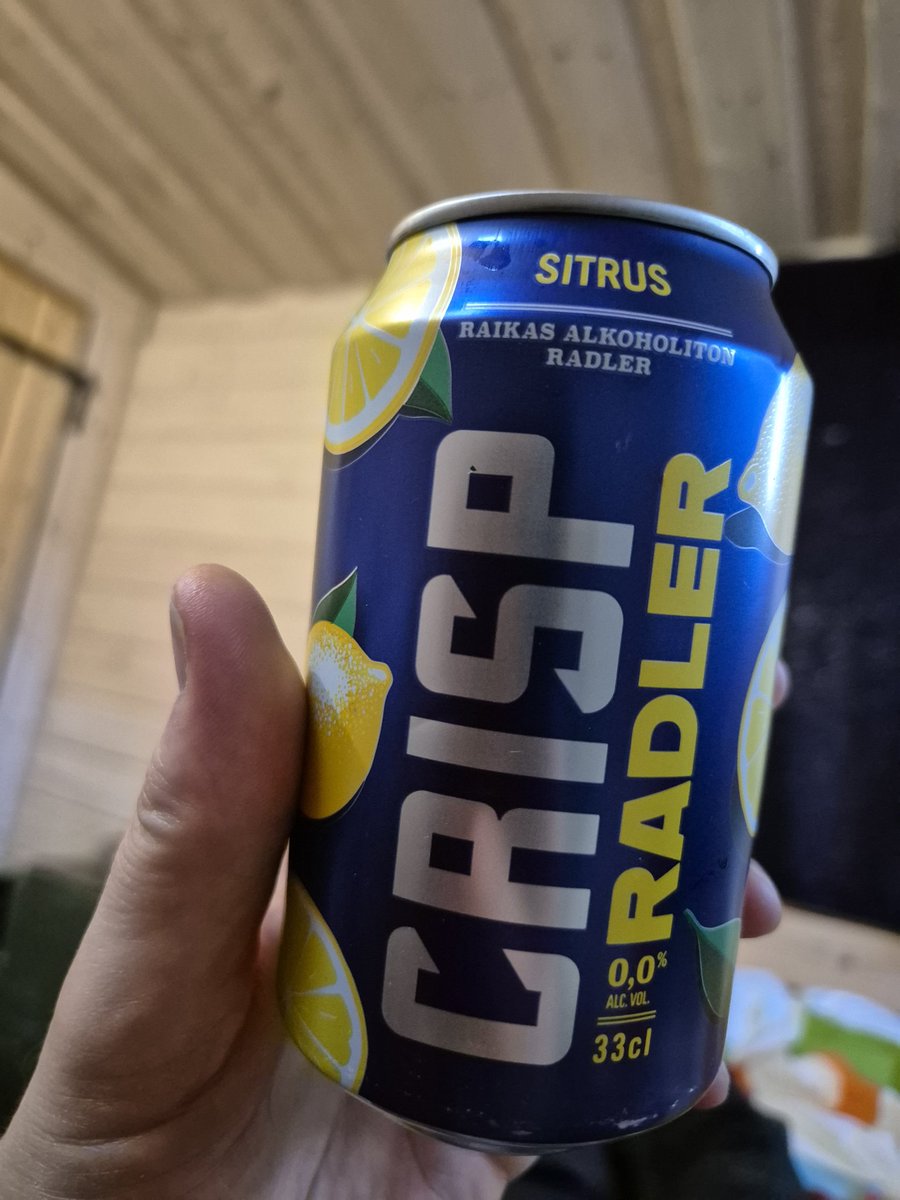 SITRUS
RAIKAS ALKOHOLITON
RADLER
CRISP
RADLER
0,0%
ALC. VOL.
33cl